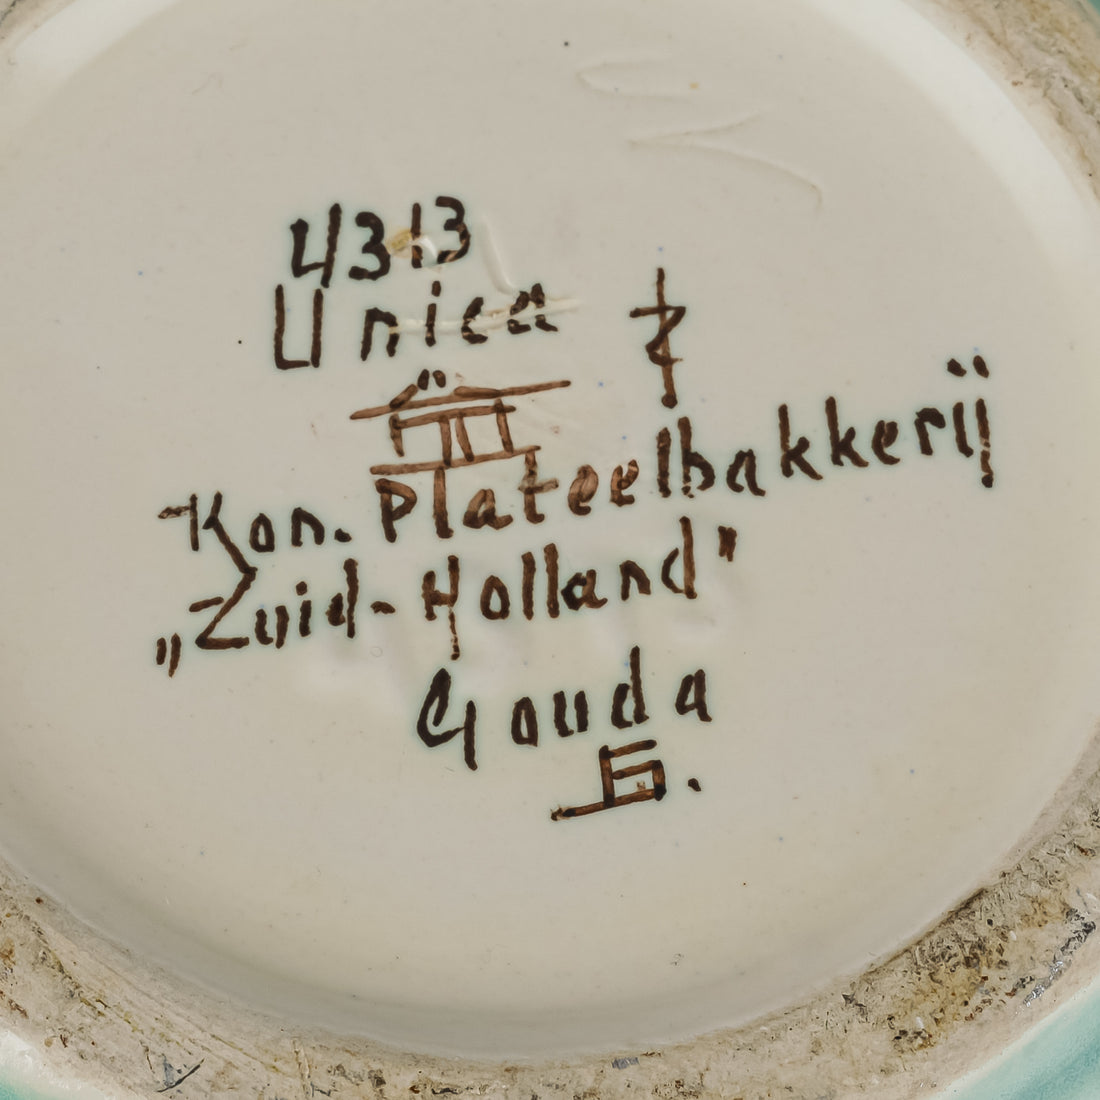 4313
Unica
Kon. Plateelbakkerij
„Zuid-Holland"
Gouda